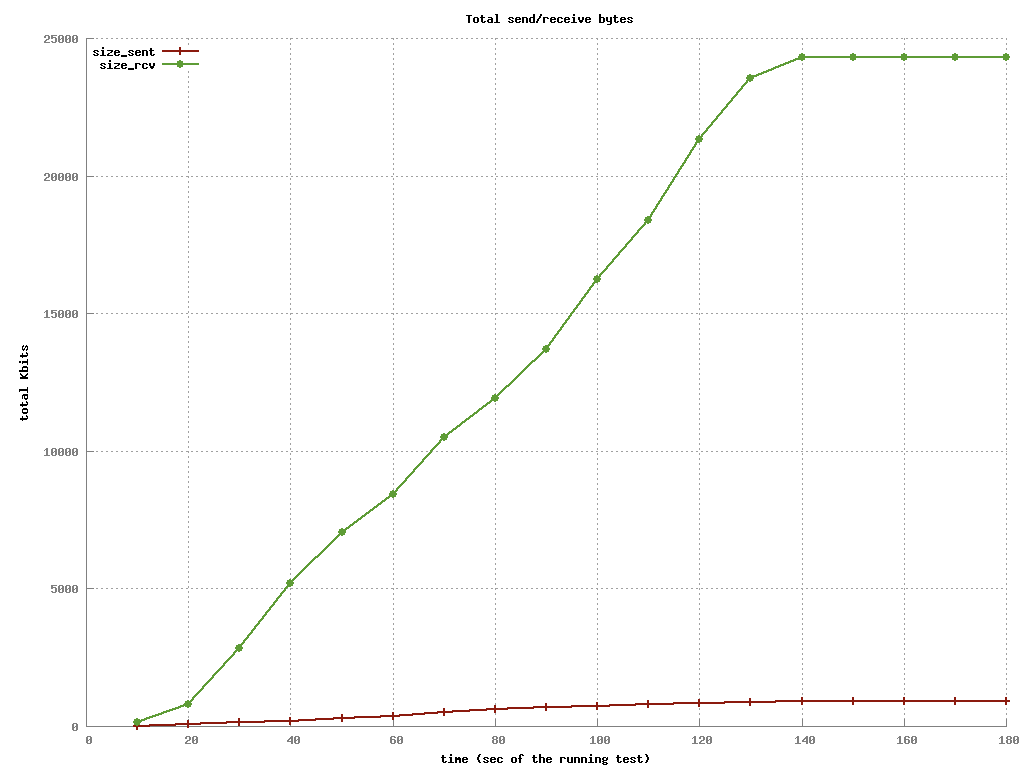 Total send/receive bytes
25000
size_sent
size_rcv
20000
15000
total Kbits
10000
5000
0
0 20 40 60 80 100 120 140 160 180
time (sec of the running test)